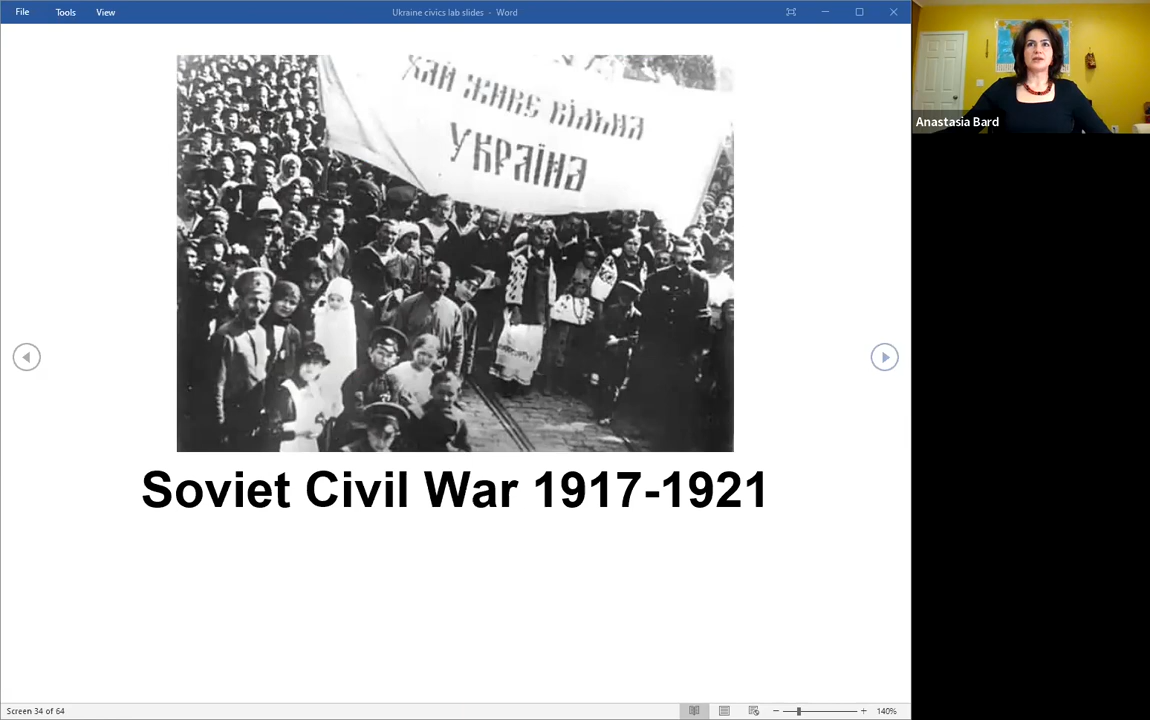 File Tools View Ukraine civics lab slides - Word
ХАЙ ЖИВЕ ВІЛЬНА
УКРАЇНА
Anastasia Bard
Soviet Civil War 1917-1921
Screen 34 of 64 140%